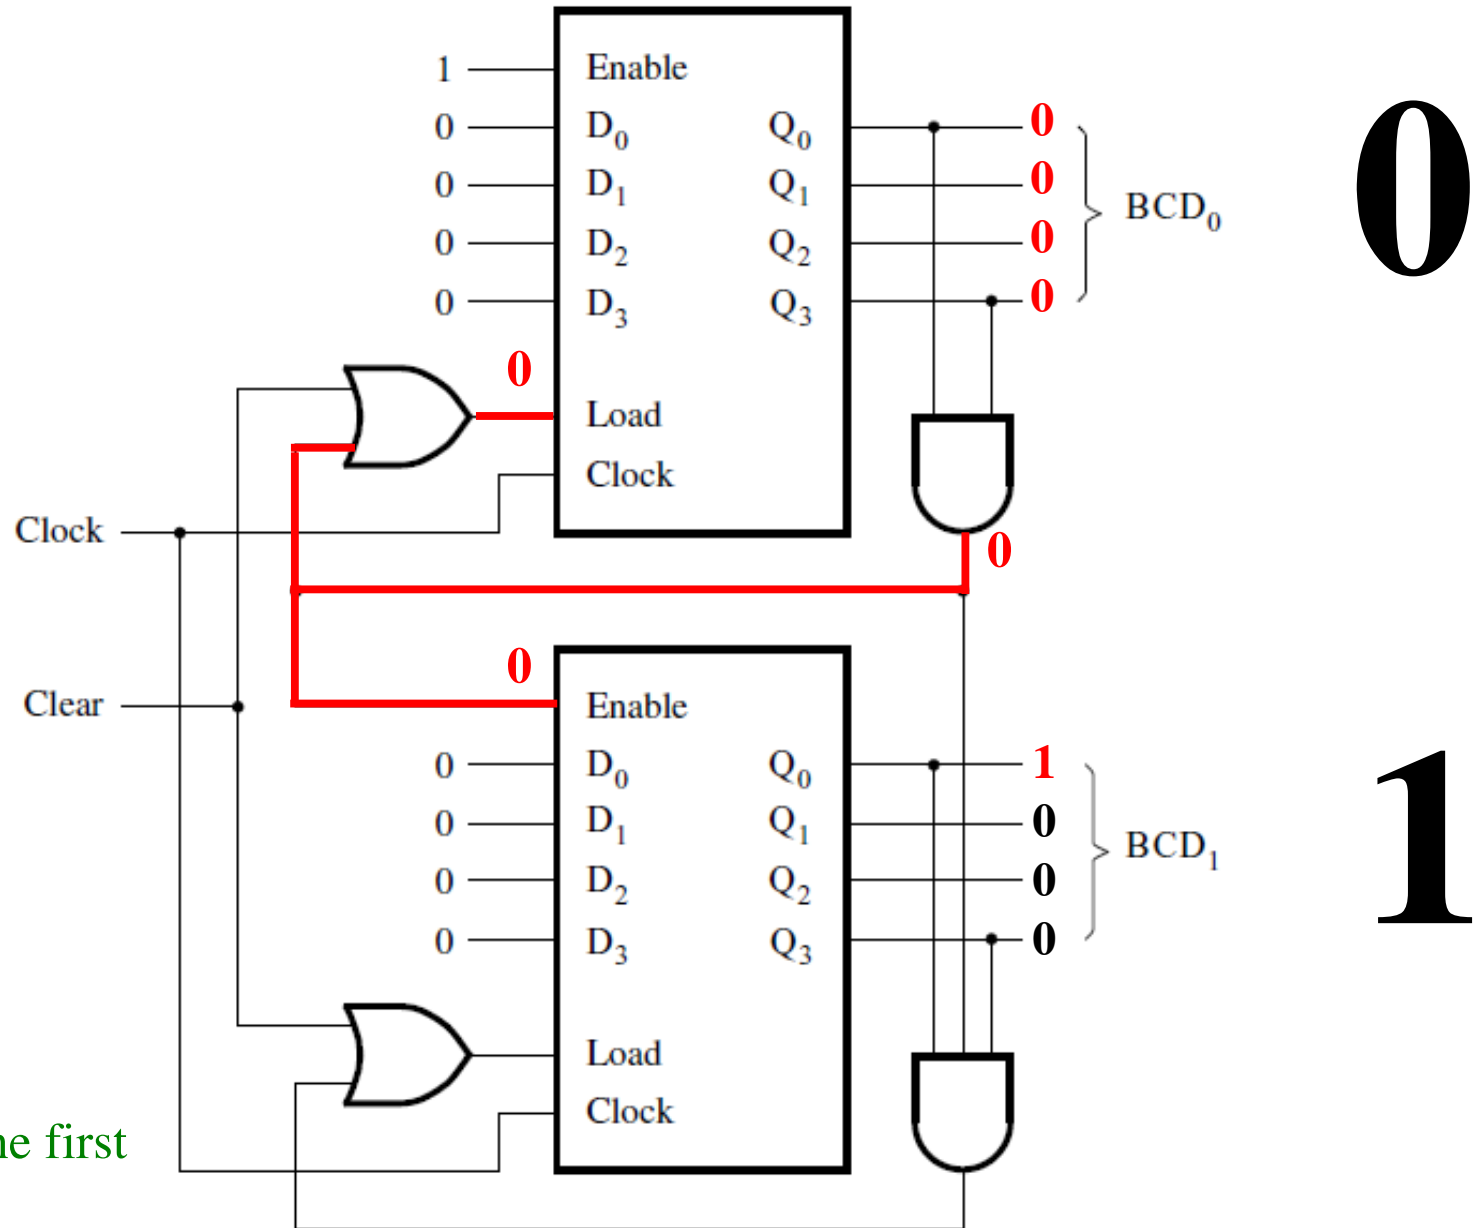 1 Enable
0 D0 Q0 0
0 D1 Q1 0
0 D2 Q2 0
0 D3 Q3 0
BCD0
0
0 Load
Clock
Clock
0
0 Enable
Clear
0 D0 Q0 1
0 D1 Q1 0
0 D2 Q2 0
0 D3 Q3 0
BCD1
1
Load
Clock
first